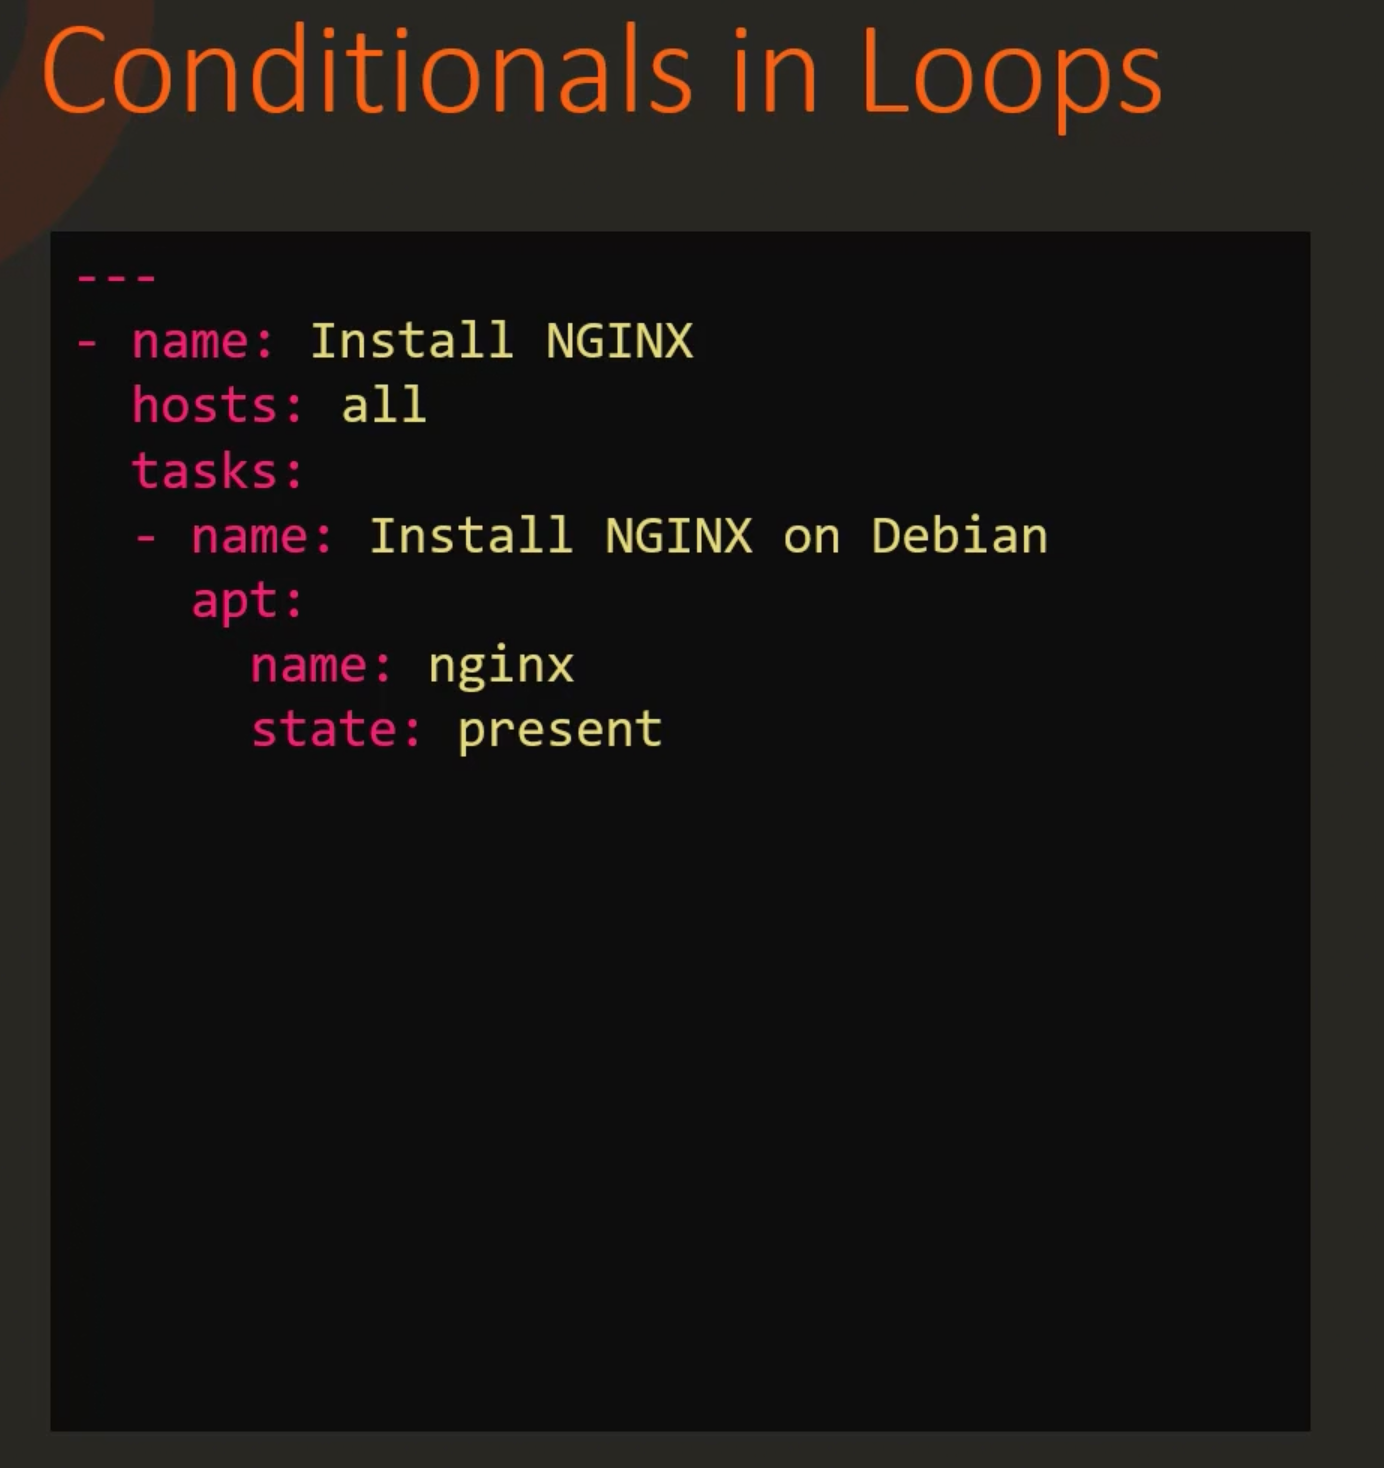 Conditionals in Loops
---
- name: Install NGINX
  hosts: all
  tasks:
  - name: Install NGINX on Debian
    apt:
      name: nginx
      state: present